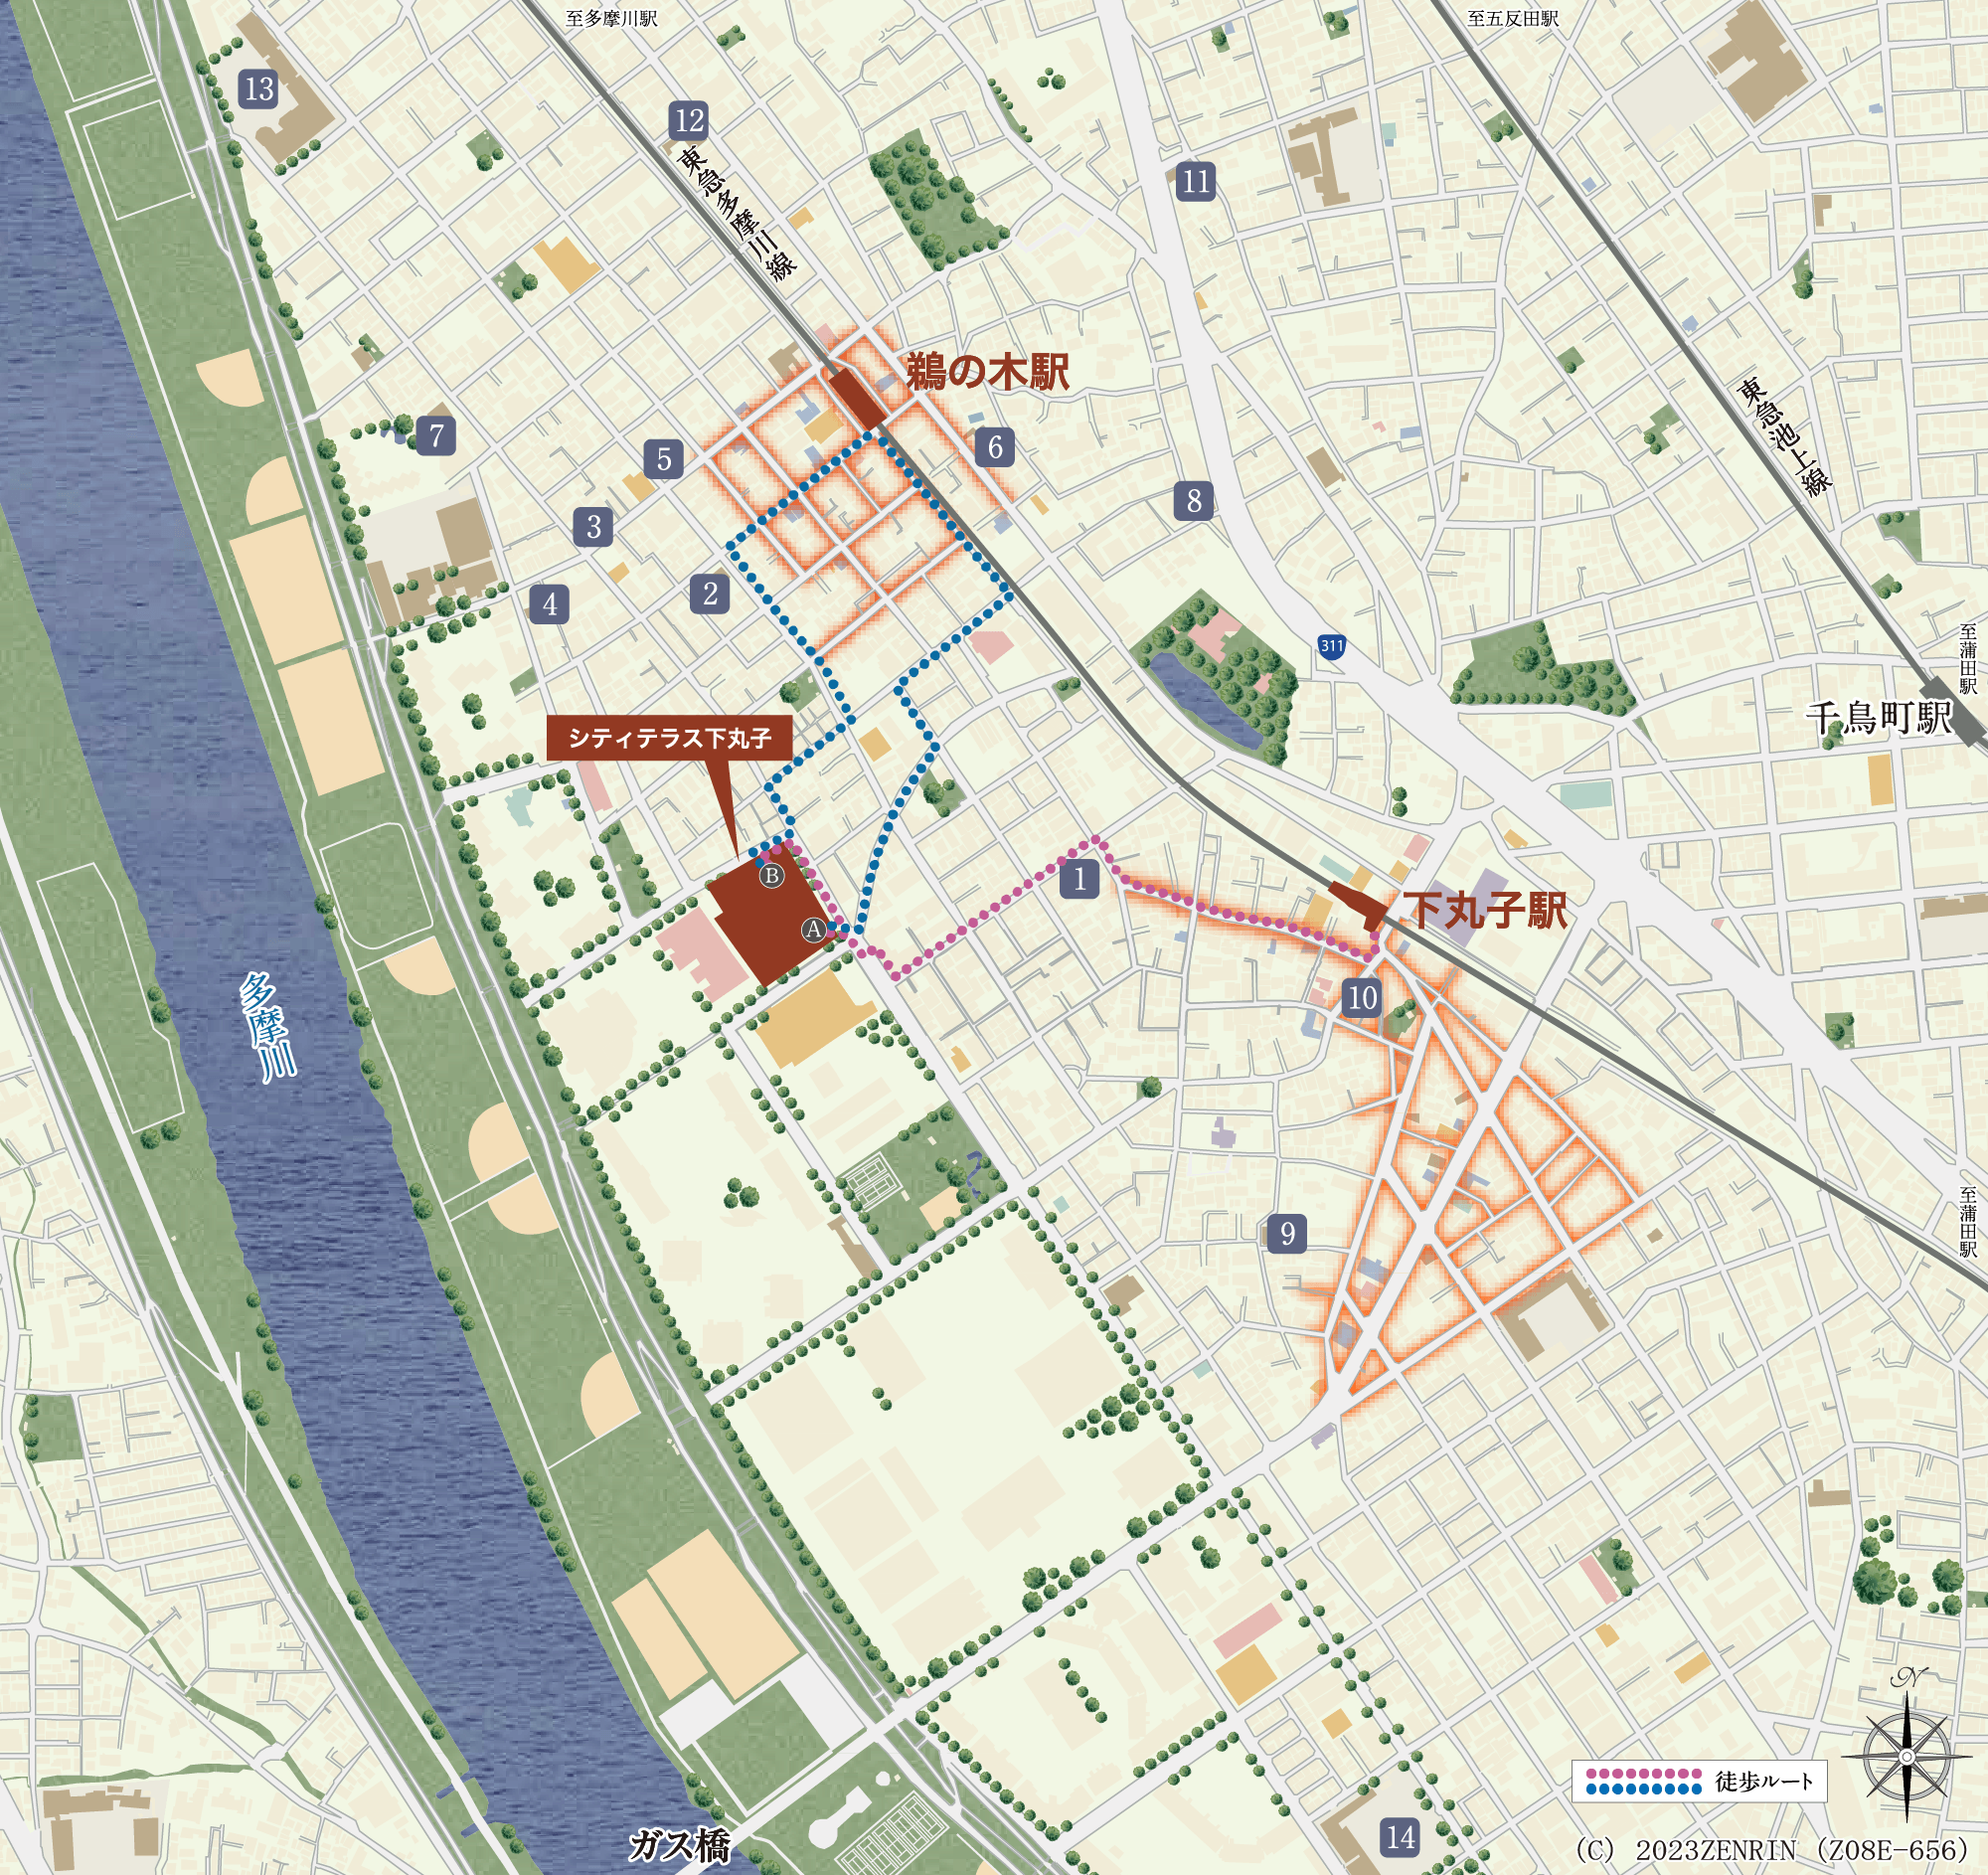 至多摩川駅
至五反田駅
13
12
東急多摩川線
11
鵜の木駅
東急池上線
7
5
6
8
3
2
4
311
至蒲田駅
千鳥町駅
シティテラス下丸子
B
A
1
下丸子駅
10
多摩川
9
至蒲田駅
N
徒歩ルート
14
ガス橋
(C) 2023ZENRIN (Z08E-656)